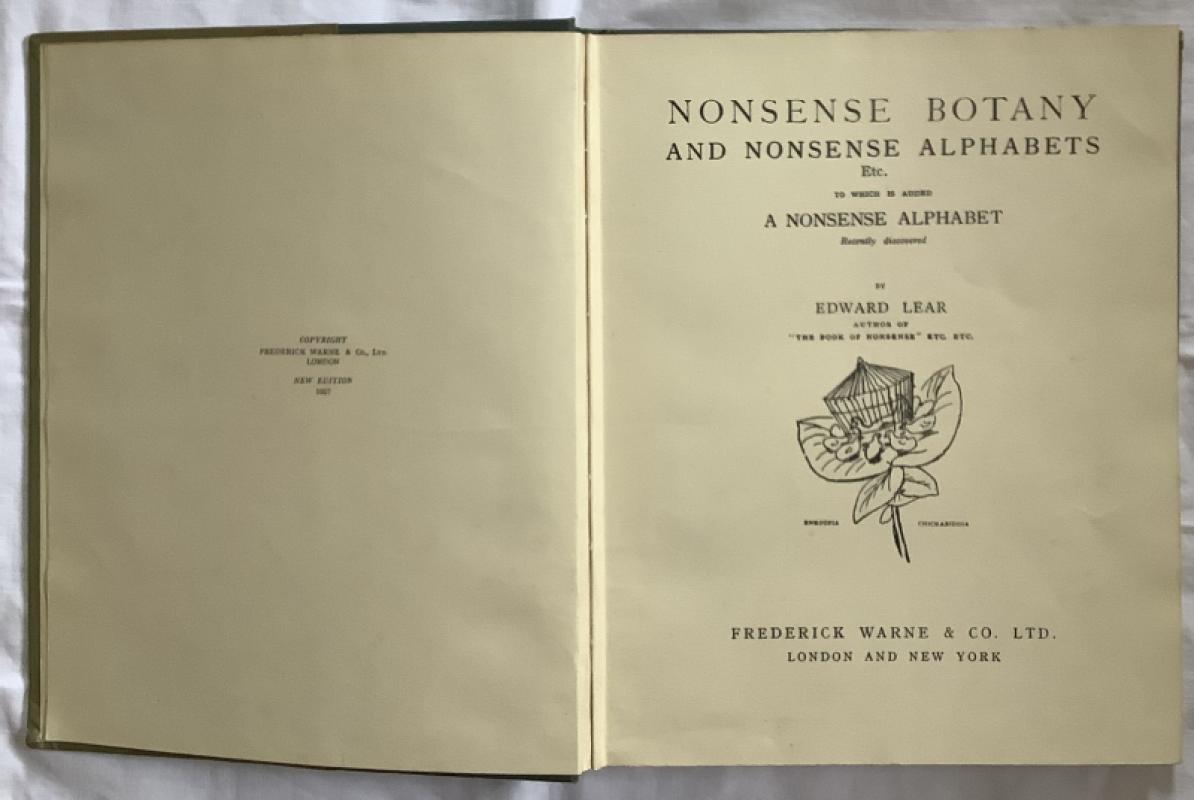 COPYRIGHT
FREDERICK WARNE & Co., LTD.
LONDON
NEW EDITION
NONSENSE BOTANY
AND NONSENSE ALPHABETS
Etc.
TO WHICH IS ADDED
A NONSENSE ALPHABET
Recently discovered
BY
EDWARD LEAR
AUTHOR OF
"THE BOOK OF NONSENSE" ETC. ETC.
CHICKABIDDIA
FREDERICK WARNE & CO. LTD.
LONDON AND NEW YORK